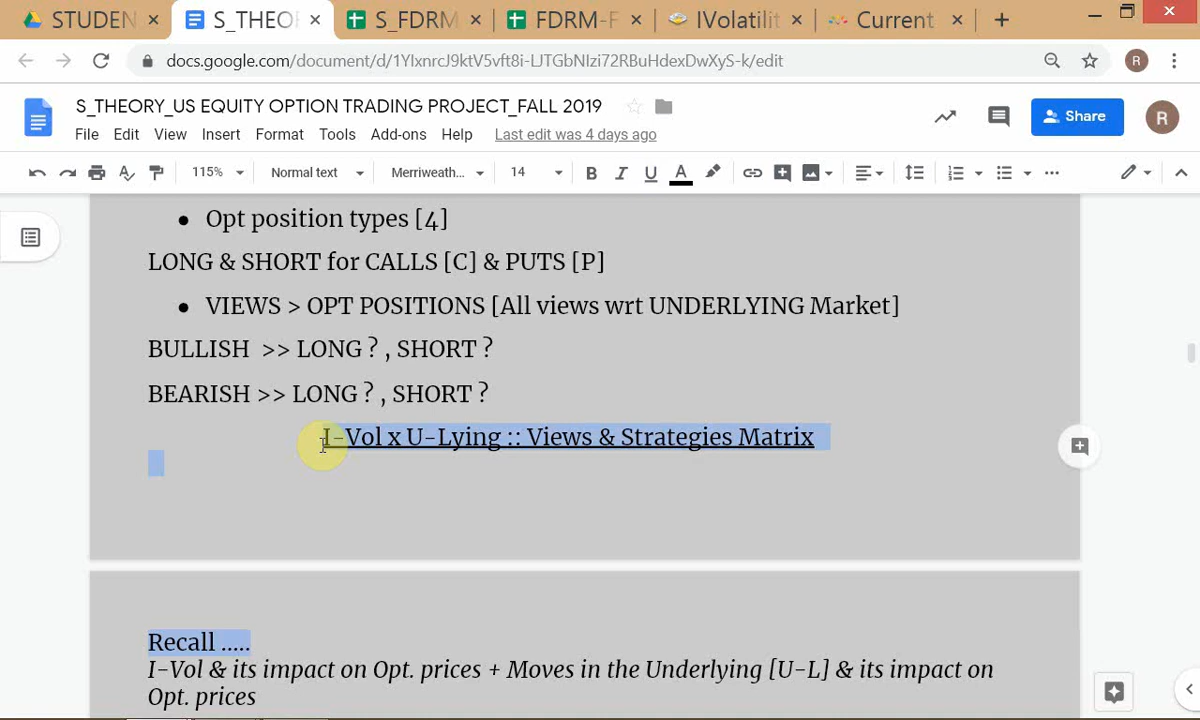 STUDEN
S_THEO
S_FDRM
FDRM-F
IVolatilit
Current
docs.google.com/document/d/1YIxnrcJ9ktV5vft8i-LJTGbNIzi72RBuHdexDwXyS-k/edit
R
S_THEORY_US EQUITY OPTION TRADING PROJECT_FALL 2019
File Edit View Insert Format Tools Add-ons Help Last edit was 4 days ago
Share
R
115% Normal text Merriweath... 14 B I U A
Opt position types [4]
LONG & SHORT for CALLS [C] & PUTS [P]
VIEWS > OPT POSITIONS [All views wrt UNDERLYING Market]
BULLISH >> LONG ? , SHORT ?
BEARISH >> LONG ? , SHORT ?
I-Vol x U-Lying :: Views & Strategies Matrix
Recall .....
I-Vol & its impact on Opt. prices + Moves in the Underlying [U-L] & its impact on
Opt. prices